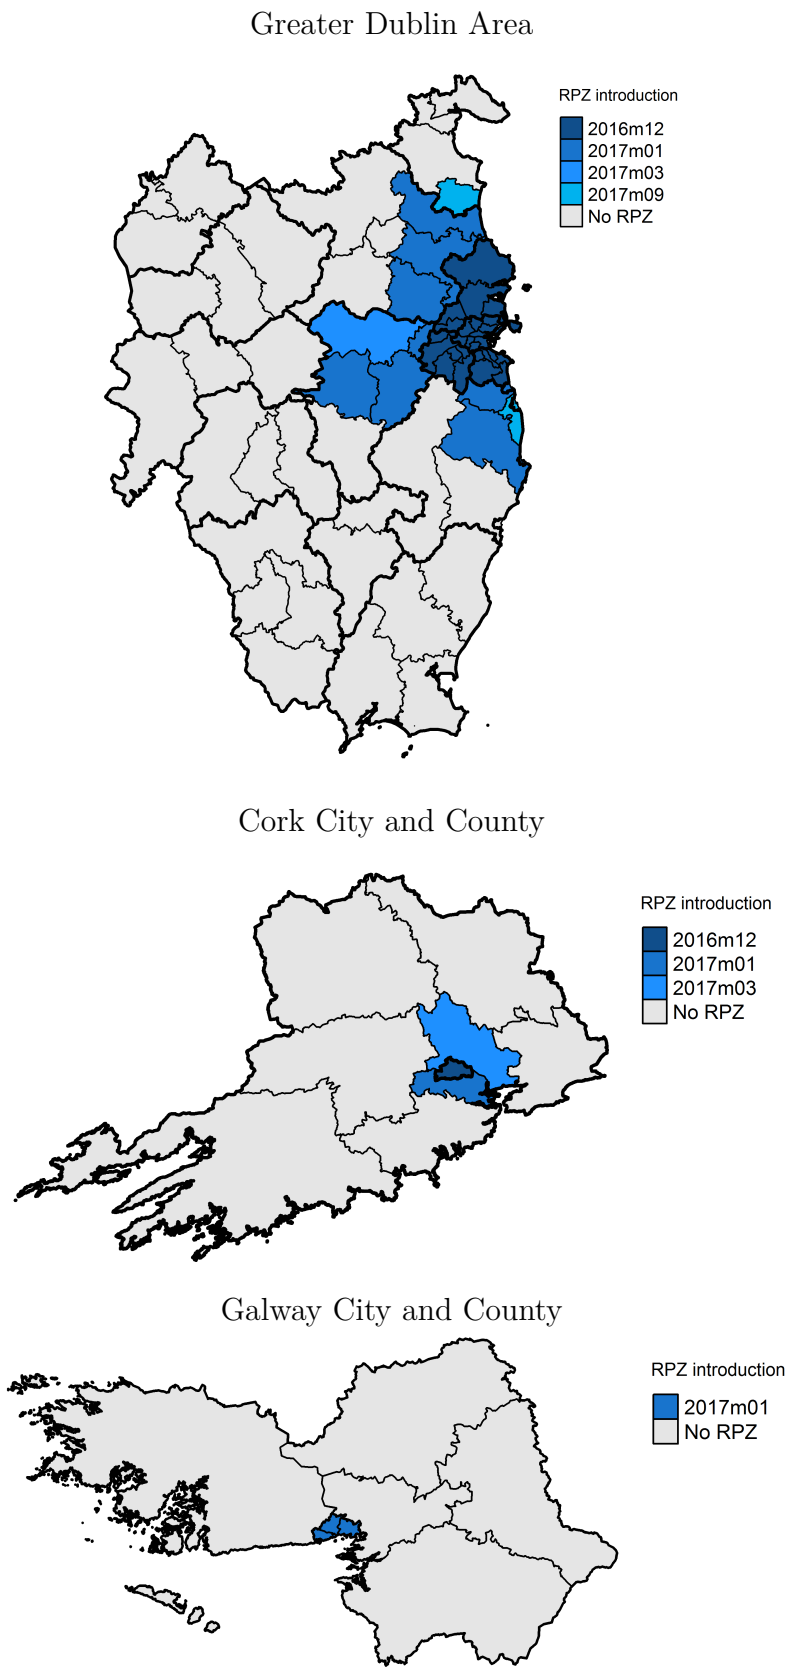 Greater Dublin Area
RPZ introduction
2016m12
2017m01
2017m03
2017m09
No RPZ
Cork City and County
RPZ introduction
2016m12
2017m01
2017m03
No RPZ
Galway City and County
RPZ introduction
2017m01
No RPZ